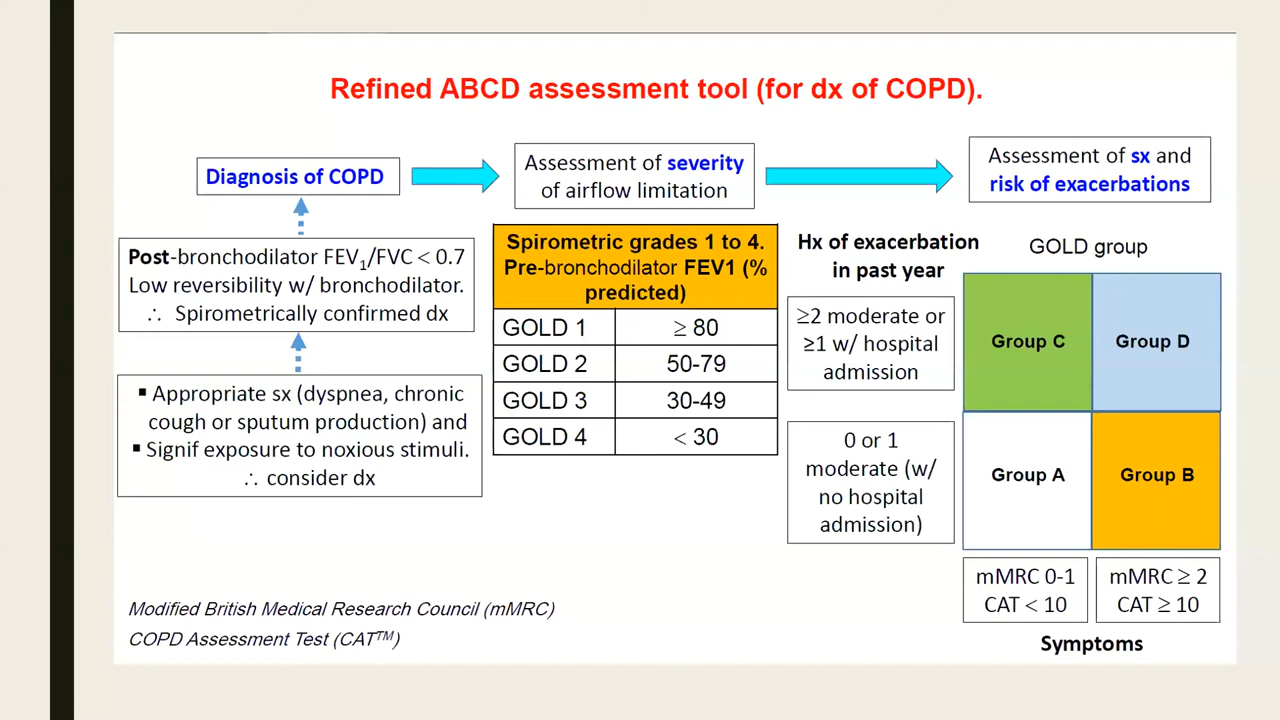 Refined ABCD assessment tool (for dx of COPD).
Diagnosis of COPD
Assessment of severity
of airflow limitation
Assessment of sx and
risk of exacerbations
Post-bronchodilator FEV1/FVC < 0.7
Low reversibility w/ bronchodilator.
∴ Spirometrically confirmed dx
▪ Appropriate sx (dyspnea, chronic
cough or sputum production) and
▪ Signif exposure to noxious stimuli.
∴ consider dx
Spirometric grades 1 to 4.
Pre-bronchodilator FEV1 (%
predicted)
GOLD 1 ≥ 80
GOLD 2 50-79
GOLD 3 30-49
GOLD 4 < 30
Hx of exacerbation
in past year
≥2 moderate or
≥1 w/ hospital
admission
0 or 1
moderate (w/
no hospital
admission)
GOLD group
Group C Group D
Group A Group B
mMRC 0-1
CAT < 10
mMRC ≥ 2
CAT ≥ 10
Symptoms
Modified British Medical Research Council (mMRC)
COPD Assessment Test (CAT™)